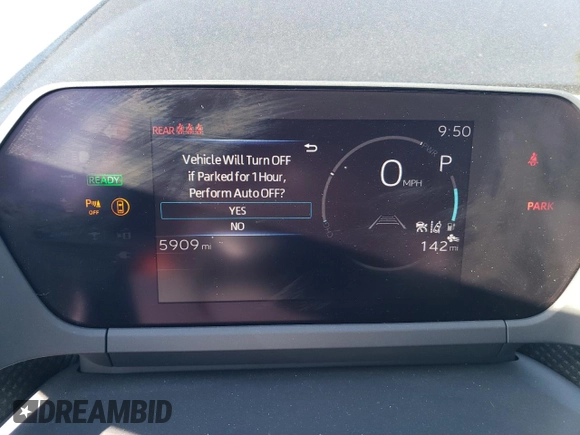 REAR
9:50
Vehicle Will Turn OFF
if Parked for 1 Hour,
Perform Auto OFF?
YES
NO
PWR
0 MPH
P
READY
P
OFF
PARK
5909 mi
142 mi
DREAMBID